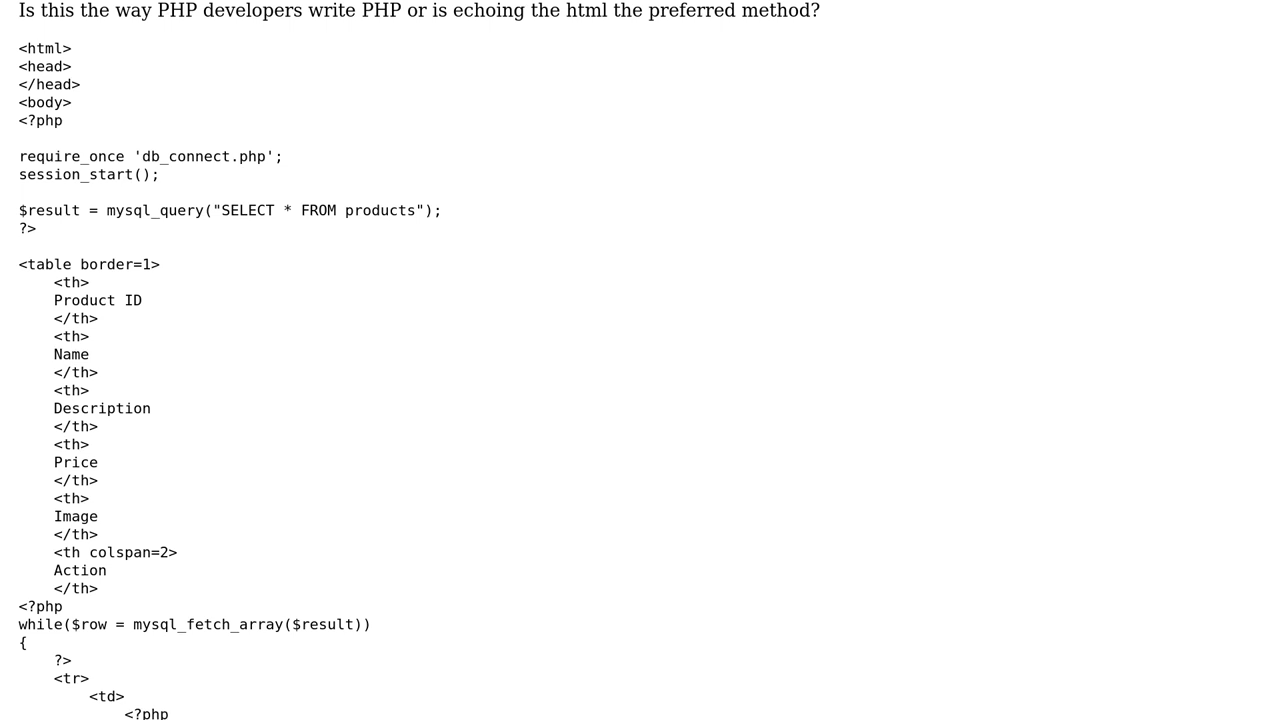 Is this the way PHP developers write PHP or is echoing the html the preferred method?
<html>
<head>
</head>
<body>
<?php
require_once 'db_connect.php';
session_start();
$result = mysql_query("SELECT * FROM products");
?>
<table border=1>
<th>
Product ID
</th>
<th>
Name
</th>
<th>
Description
</th>
<th>
Price
</th>
<th>
Image
</th>
<th colspan=2>
Action
</th>
<?php
while($row = mysql_fetch_array($result))
{
?>
<tr>
<td>
<?php